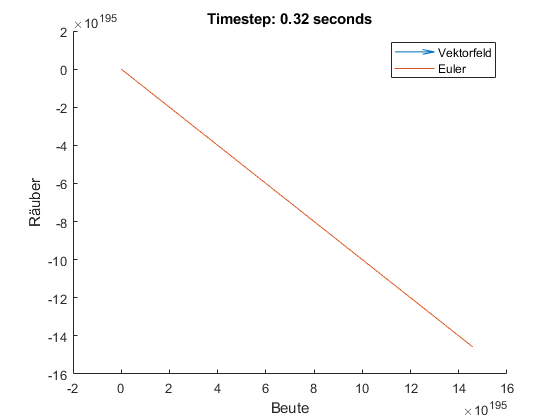 Timestep: 0.32 seconds
×10^195
2
0
-2
-4
-6
-8
-10
-12
-14
-16
Räuber
Vektorfeld
Euler
-2 0 2 4 6 8 10 12 14 16
Beute
×10^195